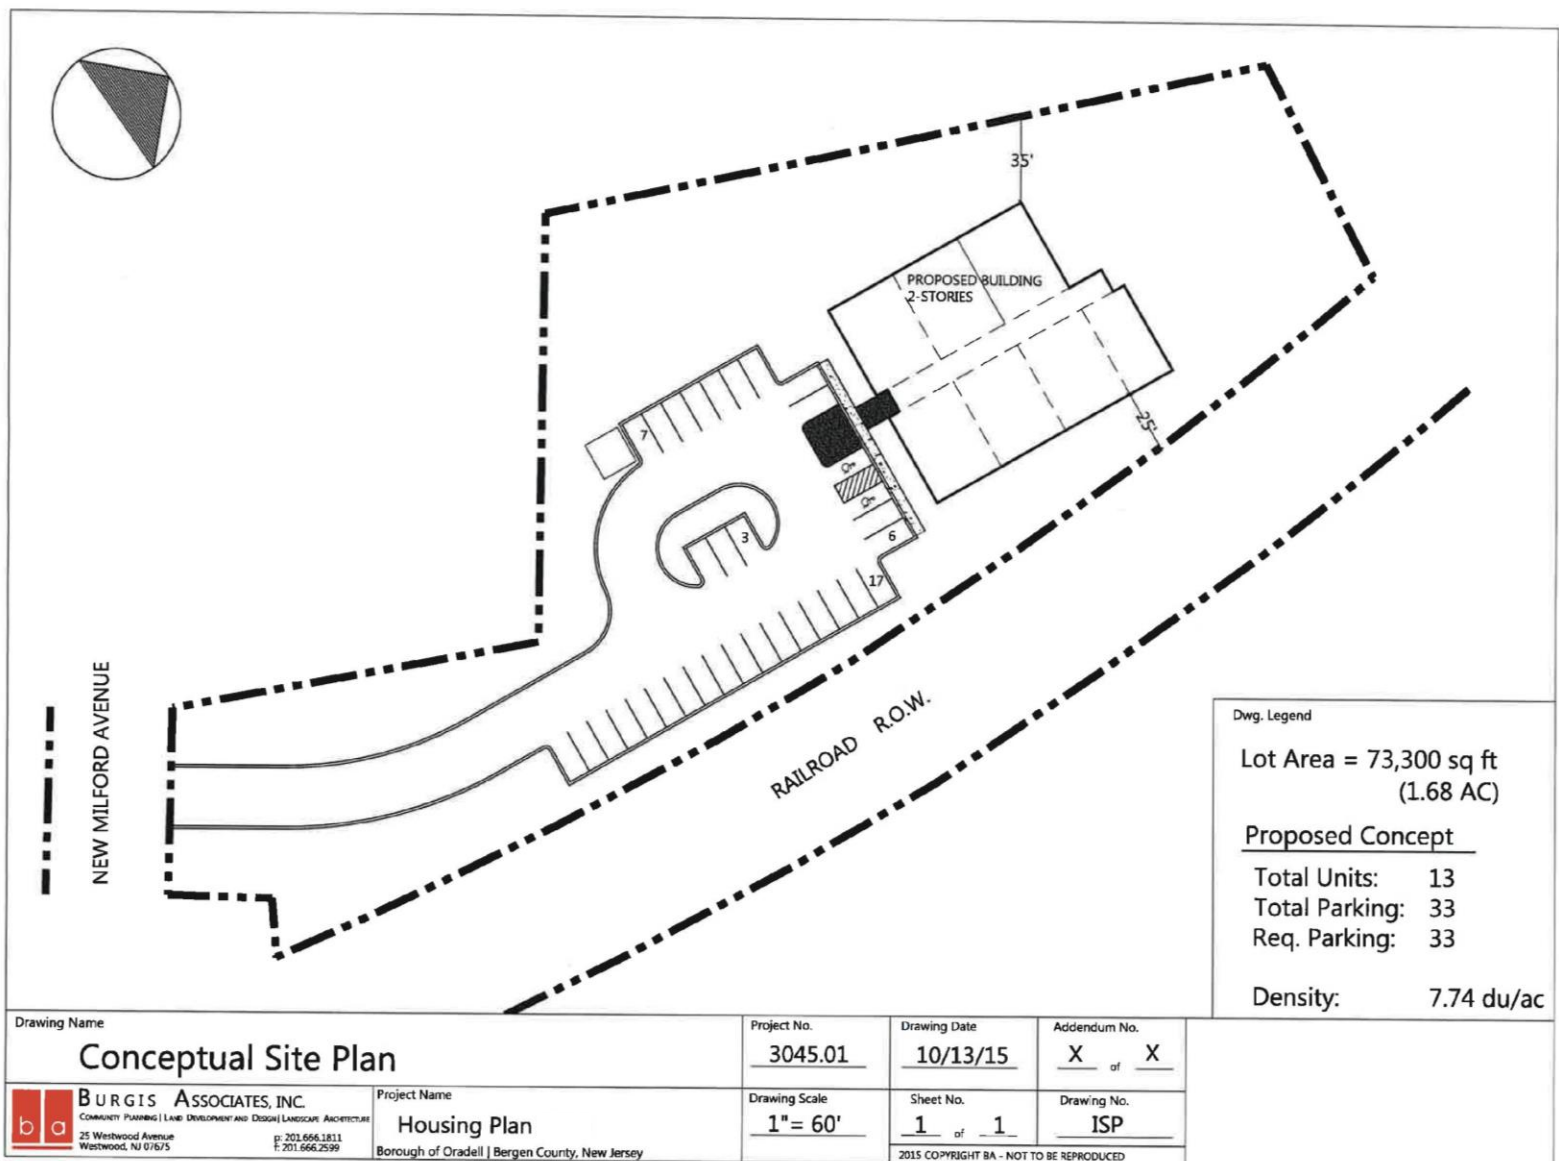 35'
PROPOSED BUILDING
2-STORIES
25'
7
3
6
17
NEW MILFORD AVENUE
RAILROAD R.O.W.
Dwg. Legend
Lot Area = 73,300 sq ft
(1.68 AC)
Proposed Concept
Total Units: 13
Total Parking: 33
Req. Parking: 33
Density: 7.74 du/ac
Drawing Name
Conceptual Site Plan
Project No.
3045.01
Drawing Date
10/13/15
Addendum No.
X of X
ba
BURGIS ASSOCIATES, INC.
COMMUNITY PLANNING | LAND DEVELOPMENT AND DESIGN | LANDSCAPE ARCHITECTURE
25 Westwood Avenue
Westwood, NJ 07675
p: 201.666.1811
f: 201.666.2599
Project Name
Housing Plan
Borough of Oradell | Bergen County, New Jersey
Drawing Scale
1"= 60'
Sheet No.
1 of 1
Drawing No.
ISP
2015 COPYRIGHT BA - NOT TO BE REPRODUCED